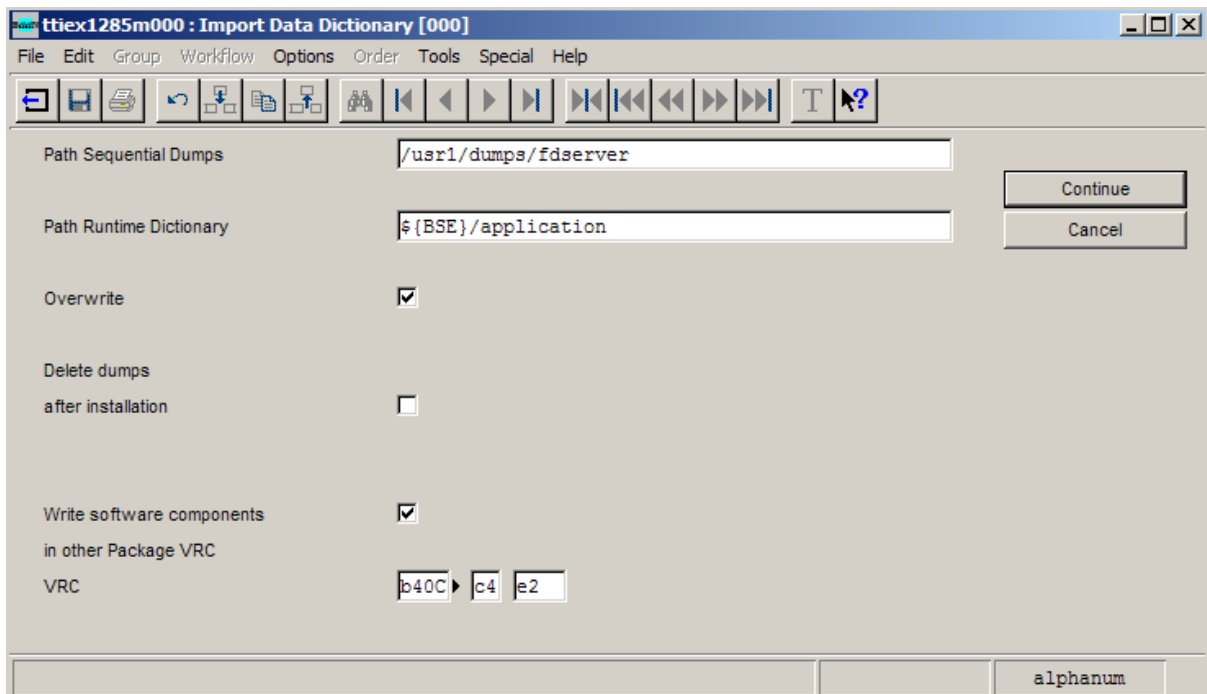 ttiex1285m000 : Import Data Dictionary [000]
File Edit Group Workflow Options Order Tools Special Help
T ?
Path Sequential Dumps /usr1/dumps/fdserver
Continue
Path Runtime Dictionary ${BSE}/application
Cancel
Overwrite
Delete dumps
after installation
Write software components
in other Package VRC
VRC b40C c4 e2
alphanum